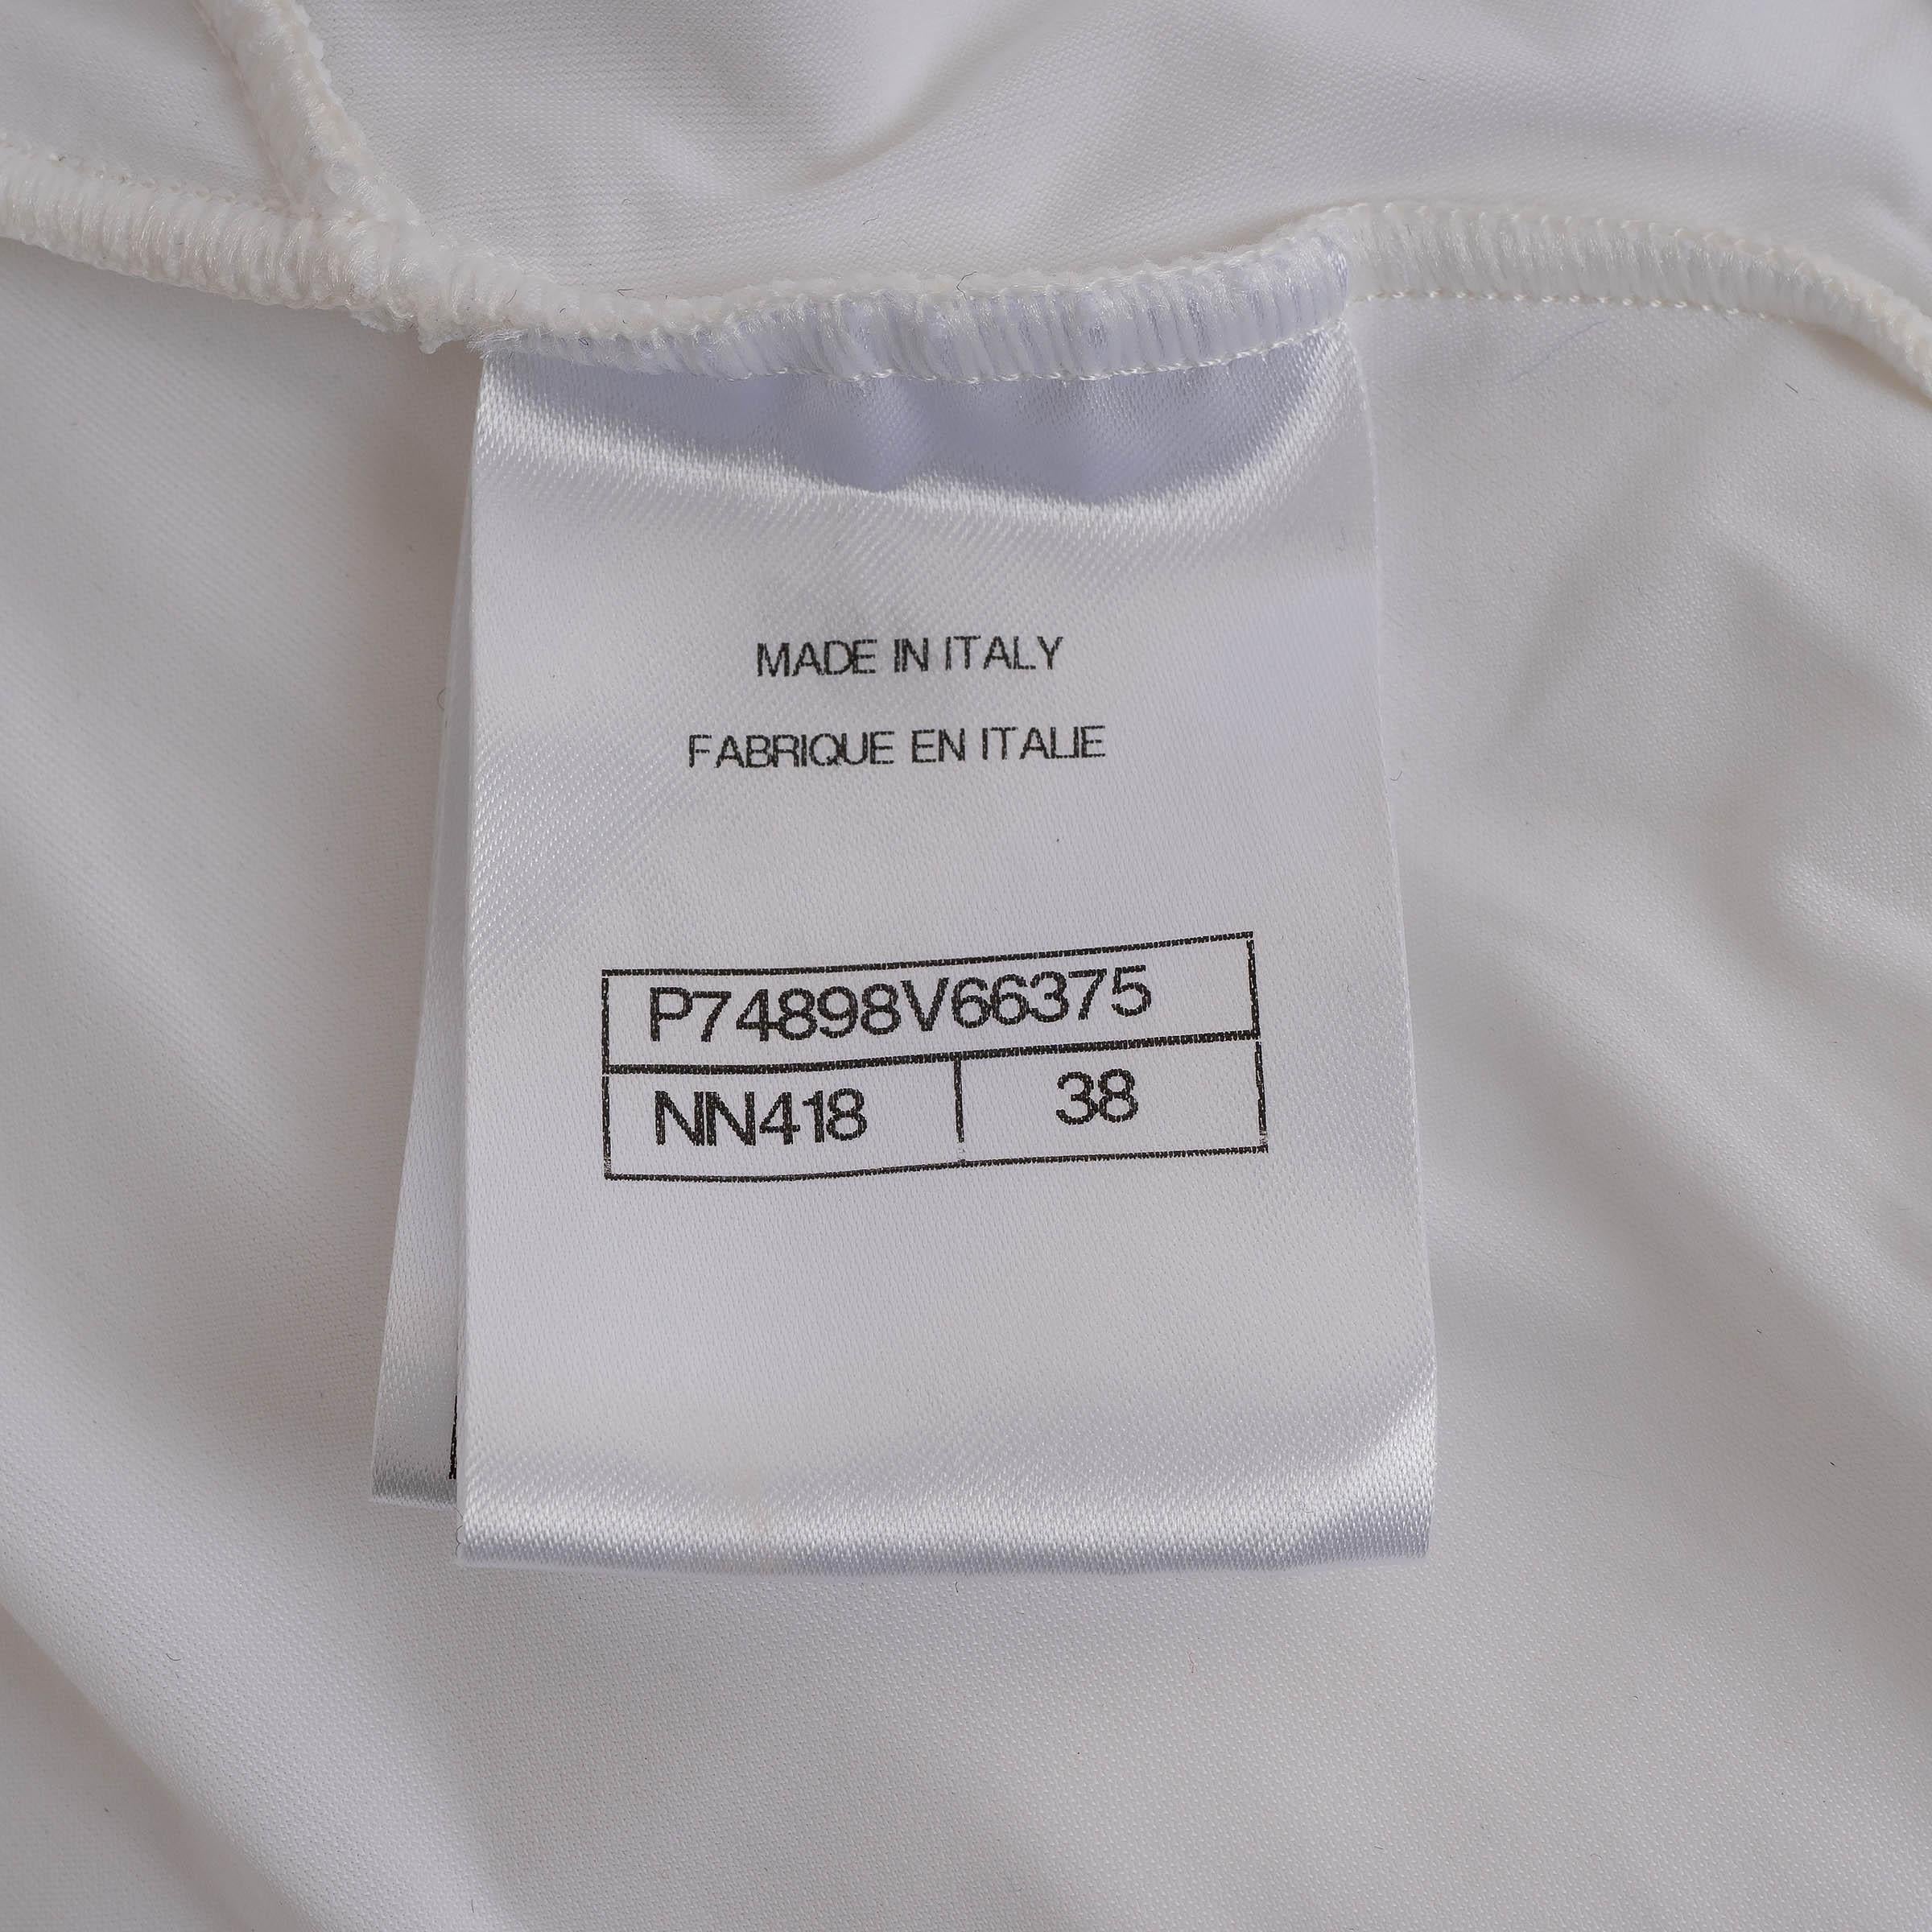 MADE IN ITALY
FABRIQUE EN ITALIE
P74898V66375
NN418 38